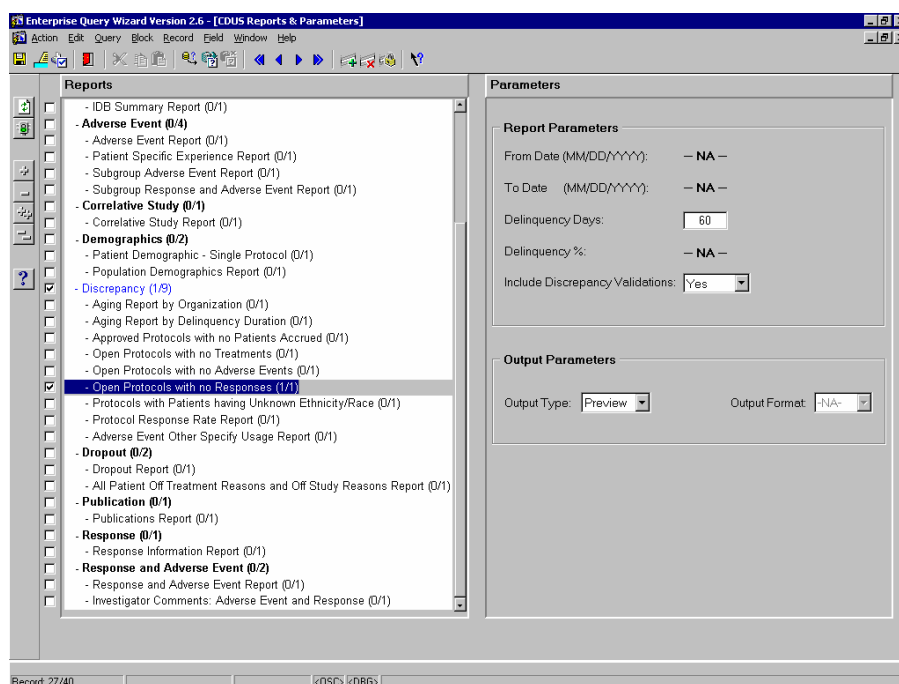 Enterprise Query Wizard Version 2.6 - [CDUS Reports & Parameters]
Action Edit Query Block Record Field Window Help
Reports
- IDB Summary Report (0/1)
- Adverse Event (0/4)
- Adverse Event Report (0/1)
- Patient Specific Experience Report (0/1)
- Subgroup Adverse Event Report (0/1)
- Subgroup Response and Adverse Event Report (0/1)
- Correlative Study (0/1)
- Correlative Study Report (0/1)
- Demographics (0/2)
- Patient Demographic - Single Protocol (0/1)
- Population Demographics Report (0/1)
- Discrepancy (1/9)
- Aging Report by Organization (0/1)
- Aging Report by Delinquency Duration (0/1)
- Approved Protocols with no Patients Accrued (0/1)
- Open Protocols with no Treatments (0/1)
- Open Protocols with no Adverse Events (0/1)
- Open Protocols with no Responses (1/1)
- Protocols with Patients having Unknown Ethnicity/Race (0/1)
- Protocol Response Rate Report (0/1)
- Adverse Event Other Specify Usage Report (0/1)
- Dropout (0/2)
- Dropout Report (0/1)
- All Patient Off Treatment Reasons and Off Study Reasons Report (0/1)
- Publication (0/1)
- Publications Report (0/1)
- Response (0/1)
- Response Information Report (0/1)
- Response and Adverse Event (0/2)
- Response and Adverse Event Report (0/1)
- Investigator Comments: Adverse Event and Response (0/1)
Parameters
Report Parameters
From Date (MM/DD/YYYY): -- NA --
To Date (MM/DD/YYYY): -- NA --
Delinquency Days: 60
Delinquency %: -- NA --
Include Discrepancy Validations: Yes
Output Parameters
Output Type: Preview Output Format: -NA-
Record: 27/40 <OSC> <DBG>